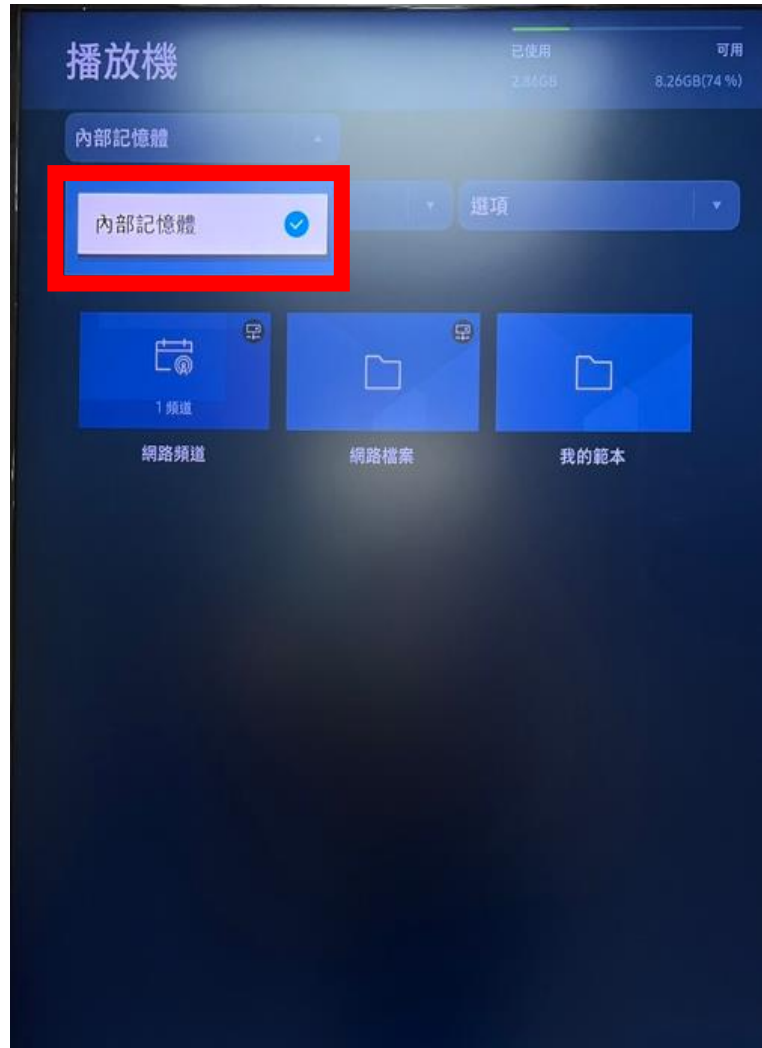 播放機
已使用
可用
2.86GB
8.26GB(74 %)
內部記憶體
內部記憶體
選項
1 頻道
網路頻道
網路檔案
我的範本